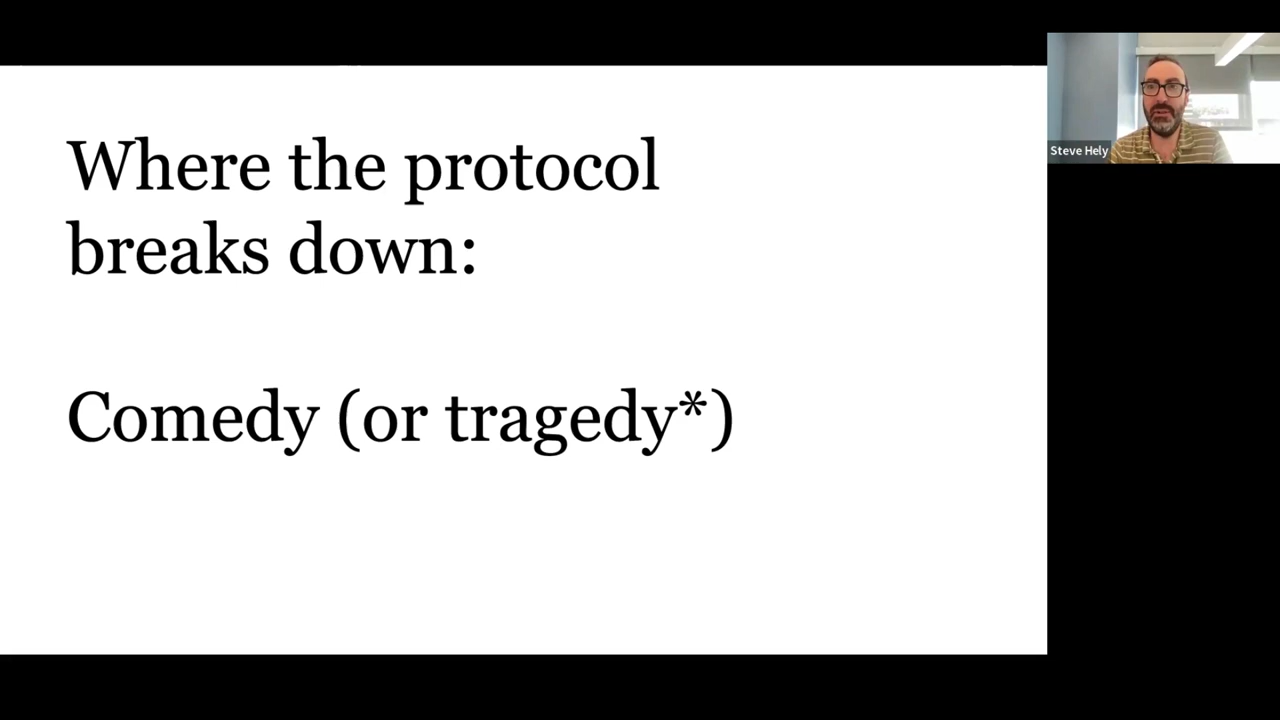 Where the protocol
breaks down:
Comedy (or tragedy*)
Steve Hely